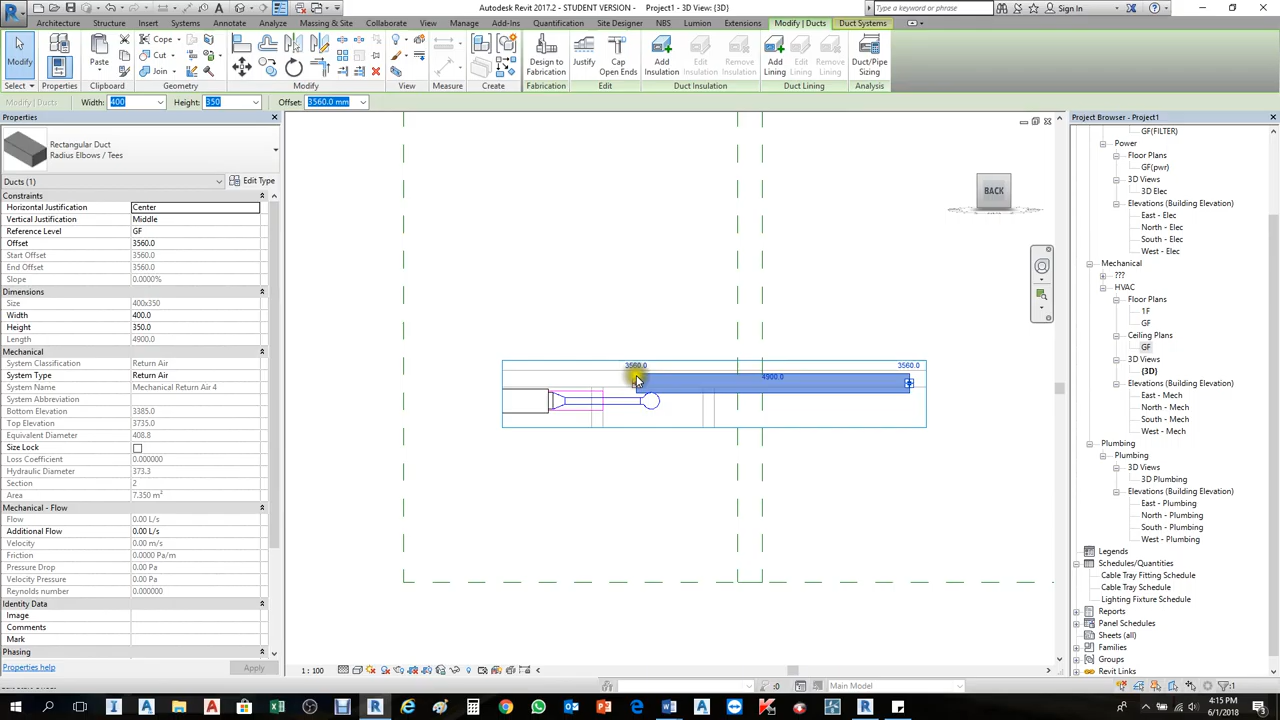 Autodesk Revit 2017.2 - STUDENT VERSION - Project1 - 3D View: {3D}
Type a keyword or phrase
Sign In
Architecture Structure Insert Systems Annotate Analyze Massing & Site Collaborate View Manage Add-Ins Quantification Site Designer NBS Lumion Extensions Modify | Ducts Duct Systems
Modify
Paste
Cope
Cut
Join
Design to Fabrication
Justify
Cap Open Ends
Add Insulation
Edit Insulation
Remove Insulation
Add Lining
Edit Lining
Remove Lining
Duct/Pipe Sizing
Select Properties Clipboard Geometry Modify View Measure Create Fabrication Edit Duct Insulation Duct Lining Analysis
Modify | Ducts Width: 400 Height: 350 Offset: 3560.0 mm
Properties
Rectangular Duct
Radius Elbows / Tees
Ducts (1) Edit Type
Constraints
Horizontal Justification Center
Vertical Justification Middle
Reference Level GF
Offset 3560.0
Start Offset 3560.0
End Offset 3560.0
Slope 0.0000%
Dimensions
Size 400x350
Width 400.0
Height 350.0
Length 4900.0
Mechanical
System Classification Return Air
System Type Return Air
System Name Mechanical Return Air 4
System Abbreviation
Bottom Elevation 3385.0
Top Elevation 3735.0
Equivalent Diameter 408.8
Size Lock
Loss Coefficient 0.000000
Hydraulic Diameter 373.3
Section 2
Area 7.350 m²
Mechanical - Flow
Flow 0.00 L/s
Additional Flow 0.00 L/s
Velocity 0.00 m/s
Friction 0.0000 Pa/m
Pressure Drop 0.00 Pa
Velocity Pressure 0.00 Pa
Reynolds number 0.000000
Identity Data
Image
Comments
Mark
Phasing
Properties help Apply
BACK
3560.0 3560.0
4900.0
1 : 100
:0
Main Model
:1
Project Browser - Project1
GF(FILTER)
Power
Floor Plans
GF(pwr)
3D Views
3D Elec
Elevations (Building Elevation)
East - Elec
North - Elec
South - Elec
West - Elec
Mechanical
???
HVAC
Floor Plans
1F
GF
Ceiling Plans
GF
3D Views
{3D}
Elevations (Building Elevation)
East - Mech
North - Mech
South - Mech
West - Mech
Plumbing
Plumbing
3D Views
3D Plumbing
Elevations (Building Elevation)
East - Plumbing
North - Plumbing
South - Plumbing
West - Plumbing
Legends
Schedules/Quantities
Cable Tray Fitting Schedule
Cable Tray Schedule
Lighting Fixture Schedule
Reports
Panel Schedules
Sheets (all)
Families
Groups
Revit Links
4:15 PM
6/1/2018